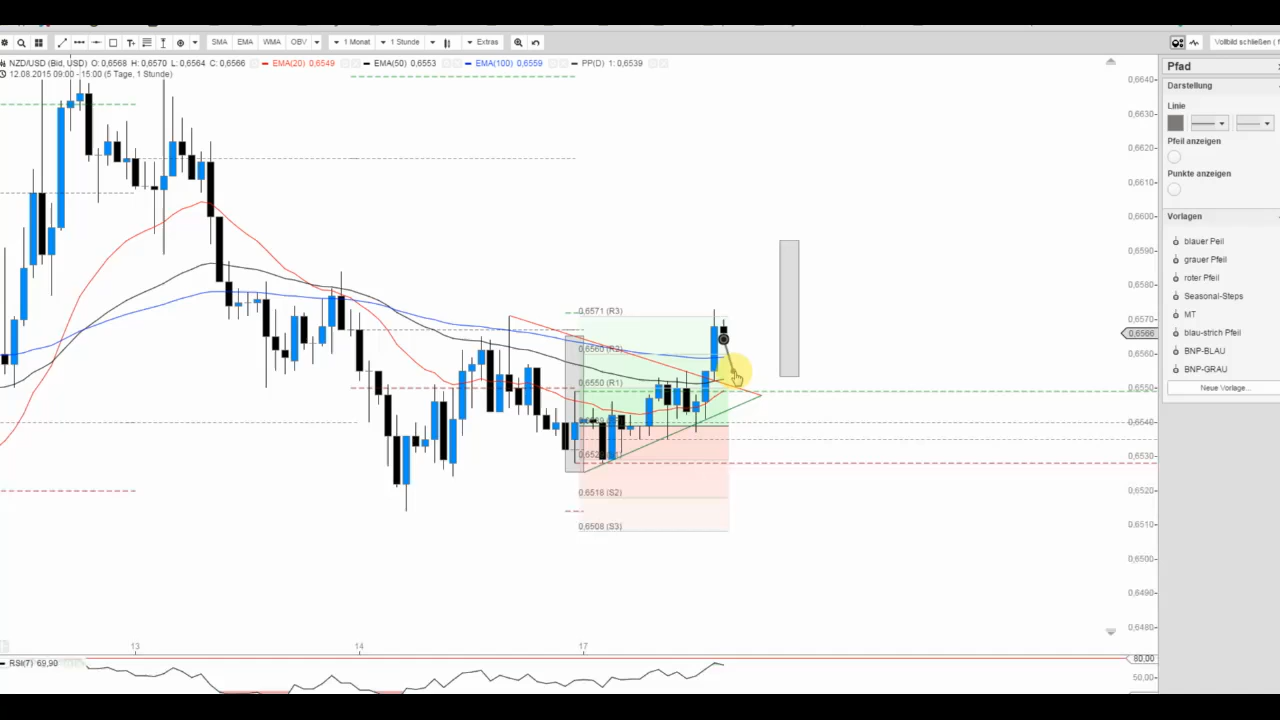 SMA EMA WMA OBV 1 Monat 1 Stunde Extras Vollbild schließen (
NZD/USD (Bid, USD) O: 0,6568 H: 0,6570 L: 0,6564 C: 0,6566 EMA(20) 0,6549 EMA(50) 0,6553 EMA(100) 0,6559 PP(D) 1: 0,6539
12.08.2015 09:00 - 15:00 (5 Tage, 1 Stunde)
Pfad
Darstellung
Linie
Pfeil anzeigen
Punkte anzeigen
Vorlagen
blauer Peil
grauer Pfeil
roter Pfeil
Seasonal-Steps
MT
blau-strich Pfeil
BNP-BLAU
BNP-GRAU
Neue Vorlage...
0,6640
0,6630
0,6620
0,6610
0,6600
0,6590
0,6580
0,6570
0,6566
0,6560
0,6550
0,6540
0,6530
0,6520
0,6510
0,6500
0,6490
0,6480
0,6571 (R3)
0,6560 (R2)
0,6550 (R1)
0,6518 (S2)
0,6508 (S3)
13 14 17
RSI(7) 69,90
80,00
50,00